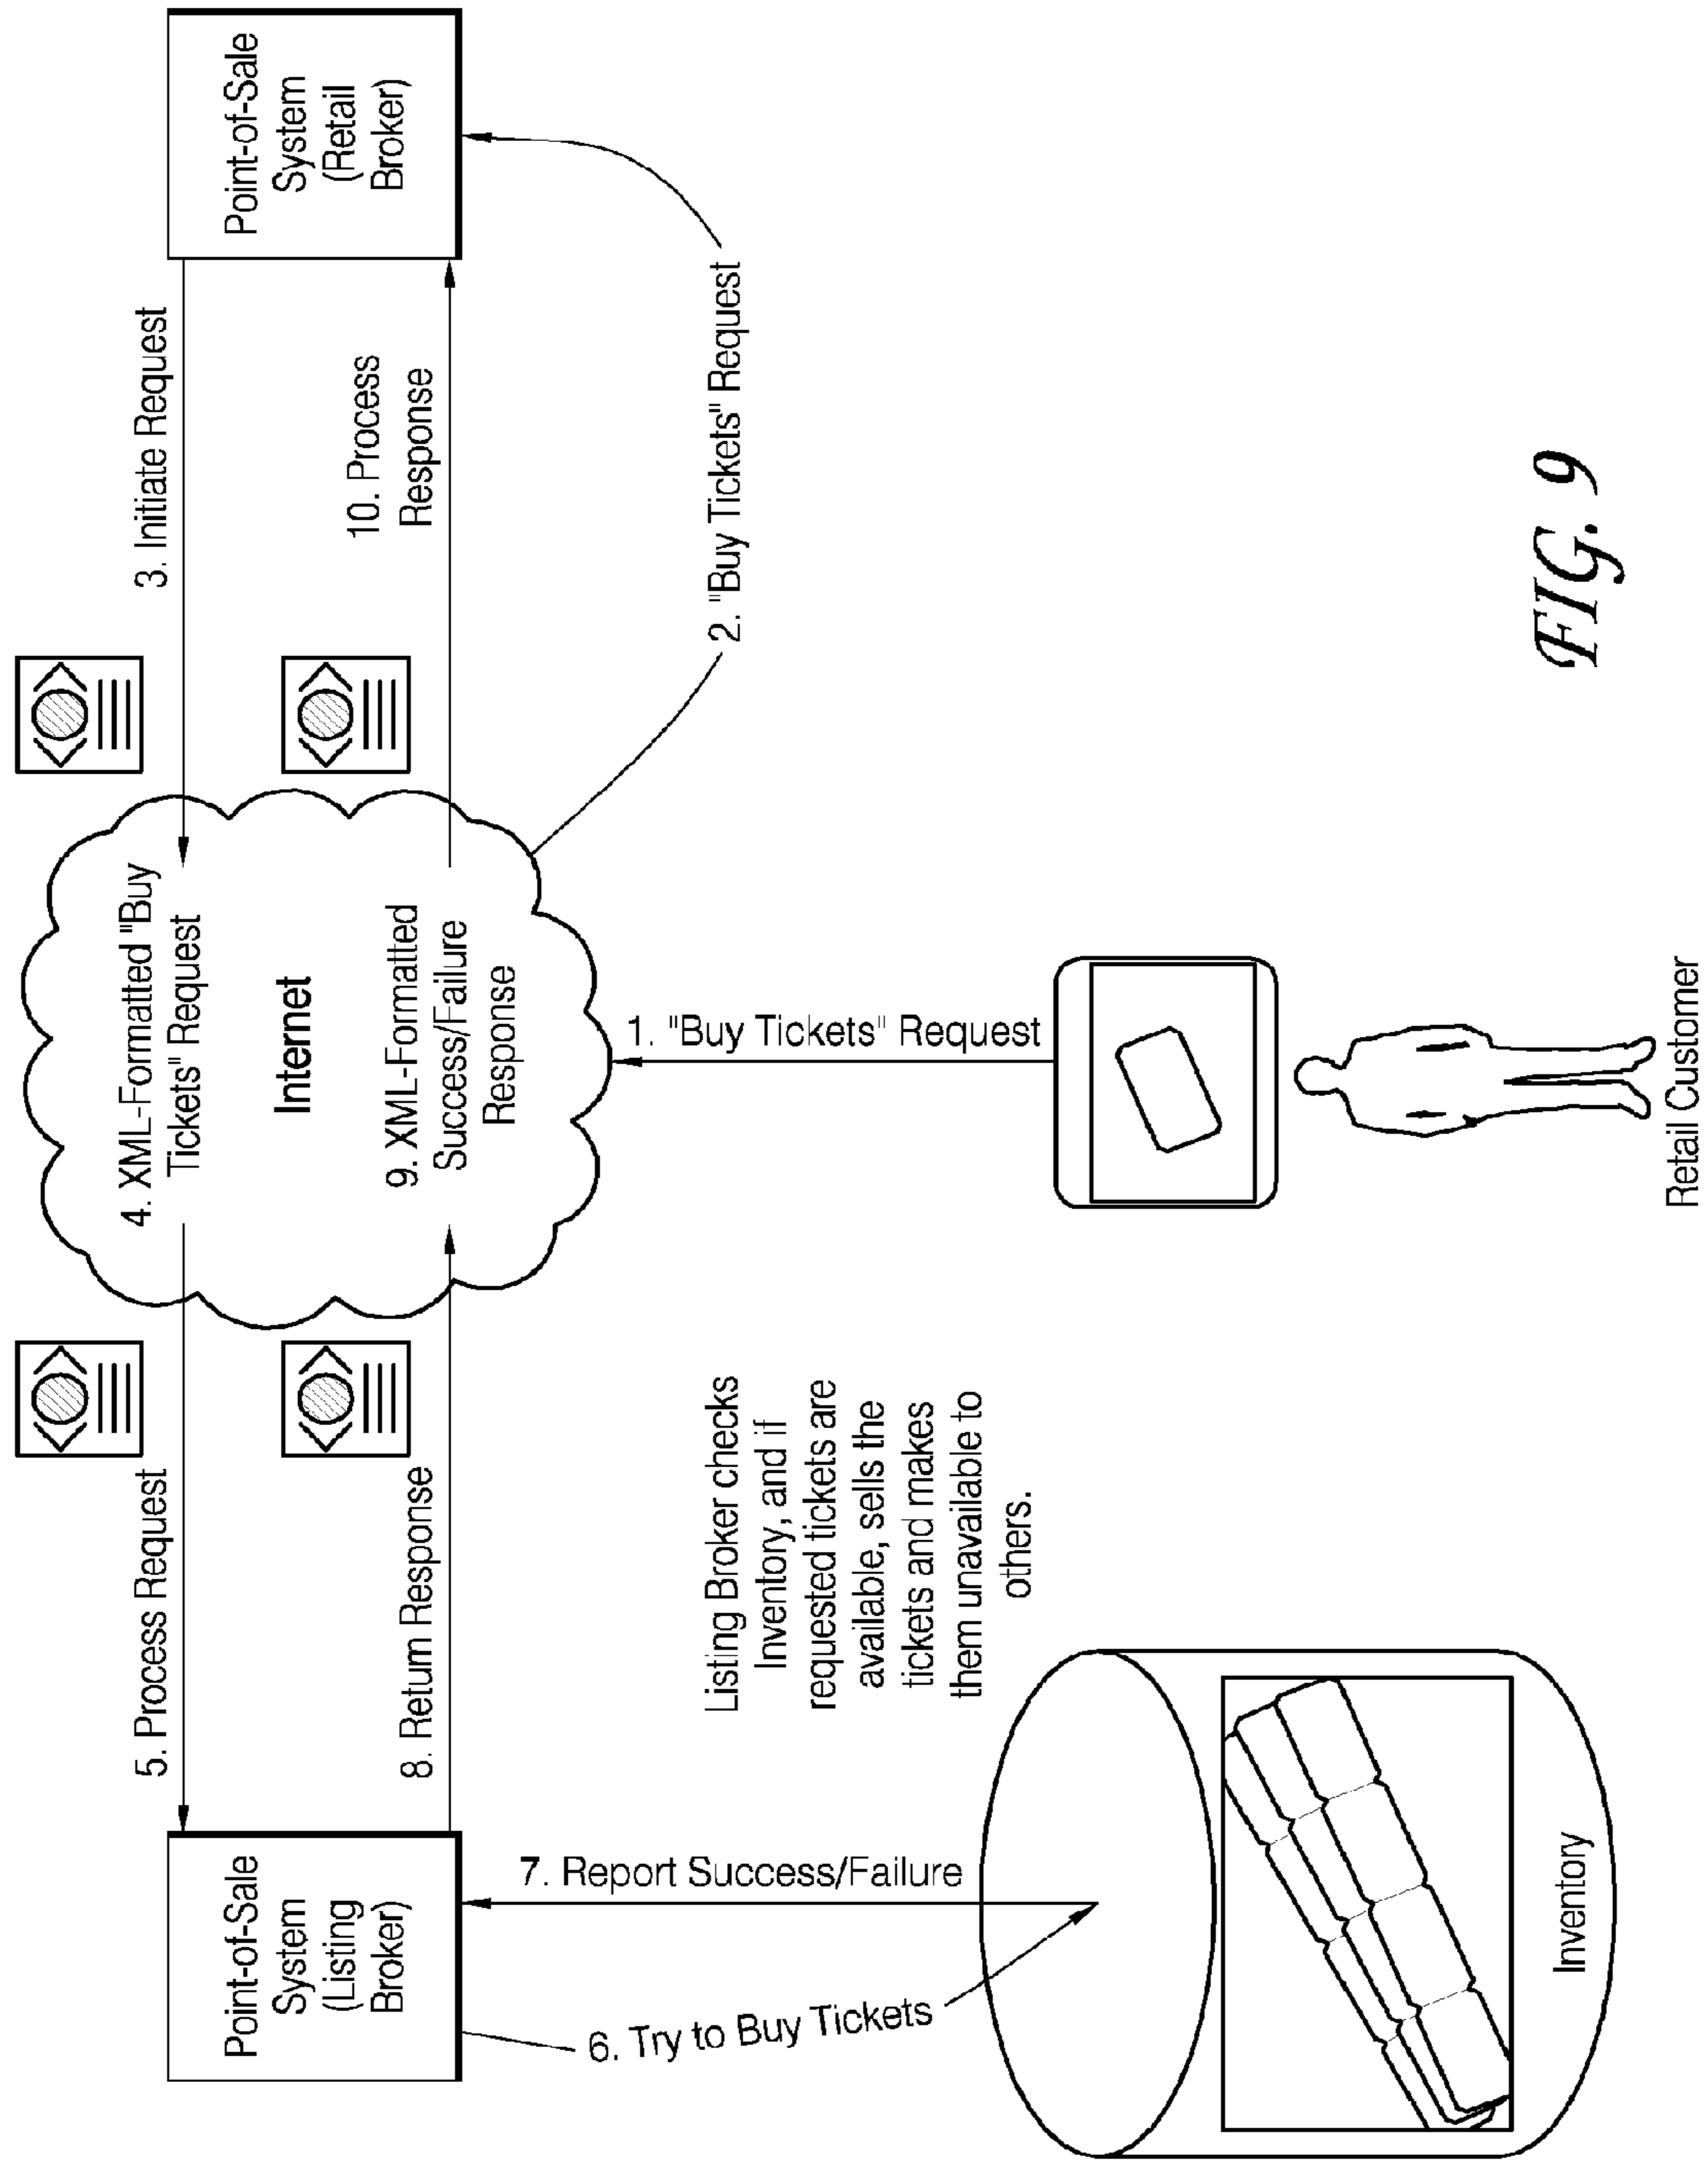 Point-of-Sale
System
(Listing
Broker)
5. Process Request
8. Return Response
4. XML-Formatted "Buy
Tickets" Request
Internet
9. XML-Formatted
Success/Failure
Response
3. Initiate Request
10. Process
Response
Point-of-Sale
System
(Retail
Broker)
2. "Buy Tickets" Request
7. Report Success/Failure
6. Try to Buy Tickets
Listing Broker checks
Inventory, and if
requested tickets are
available, sells the
tickets and makes
them unavailable to
others.
1. "Buy Tickets" Request
Inventory
Retail Customer
FIG. 9